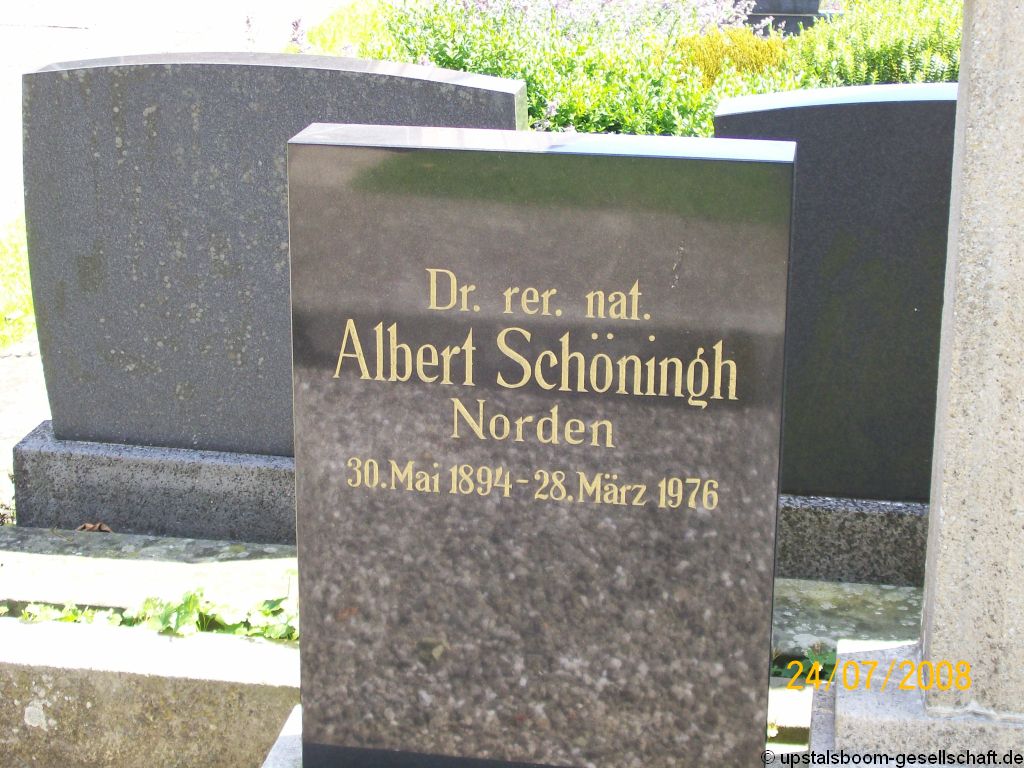 Dr. rer. nat.
Albert Schöningh
Norden
30. Mai 1894 - 28. März 1976
24/07/2008
© upstalsboom-gesellschaft.de